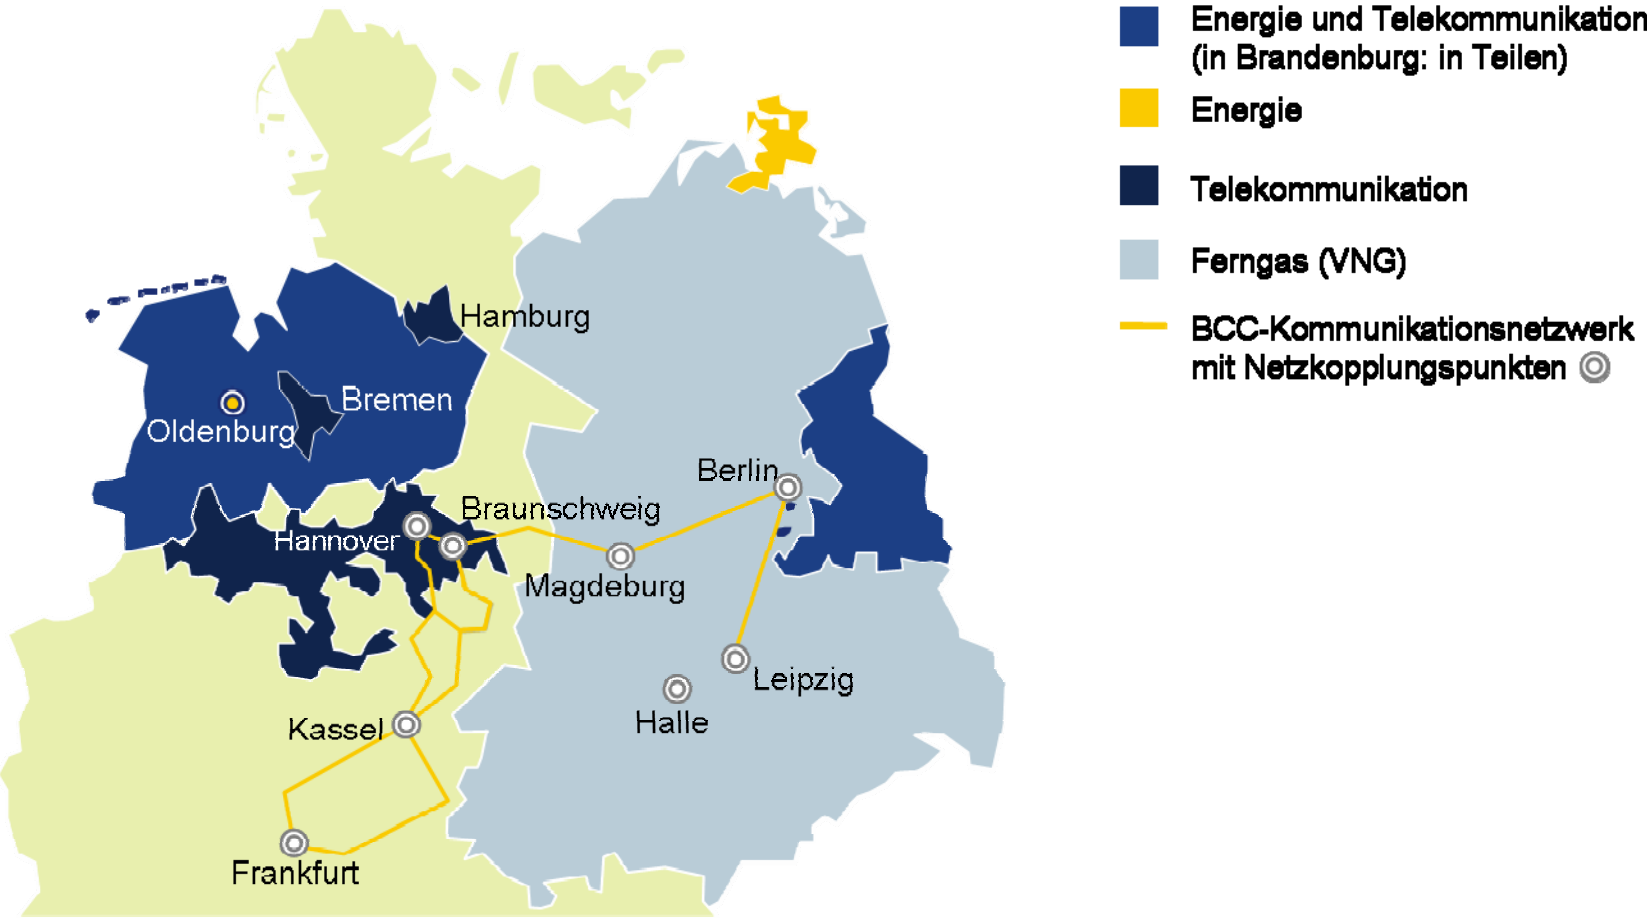 Energie und Telekommunikation
(in Brandenburg: in Teilen)
Energie
Telekommunikation
Ferngas (VNG)
BCC-Kommunikationsnetzwerk
mit Netzkopplungspunkten
Hamburg
Bremen
Oldenburg
Berlin
Braunschweig
Hannover
Magdeburg
Leipzig
Halle
Kassel
Frankfurt